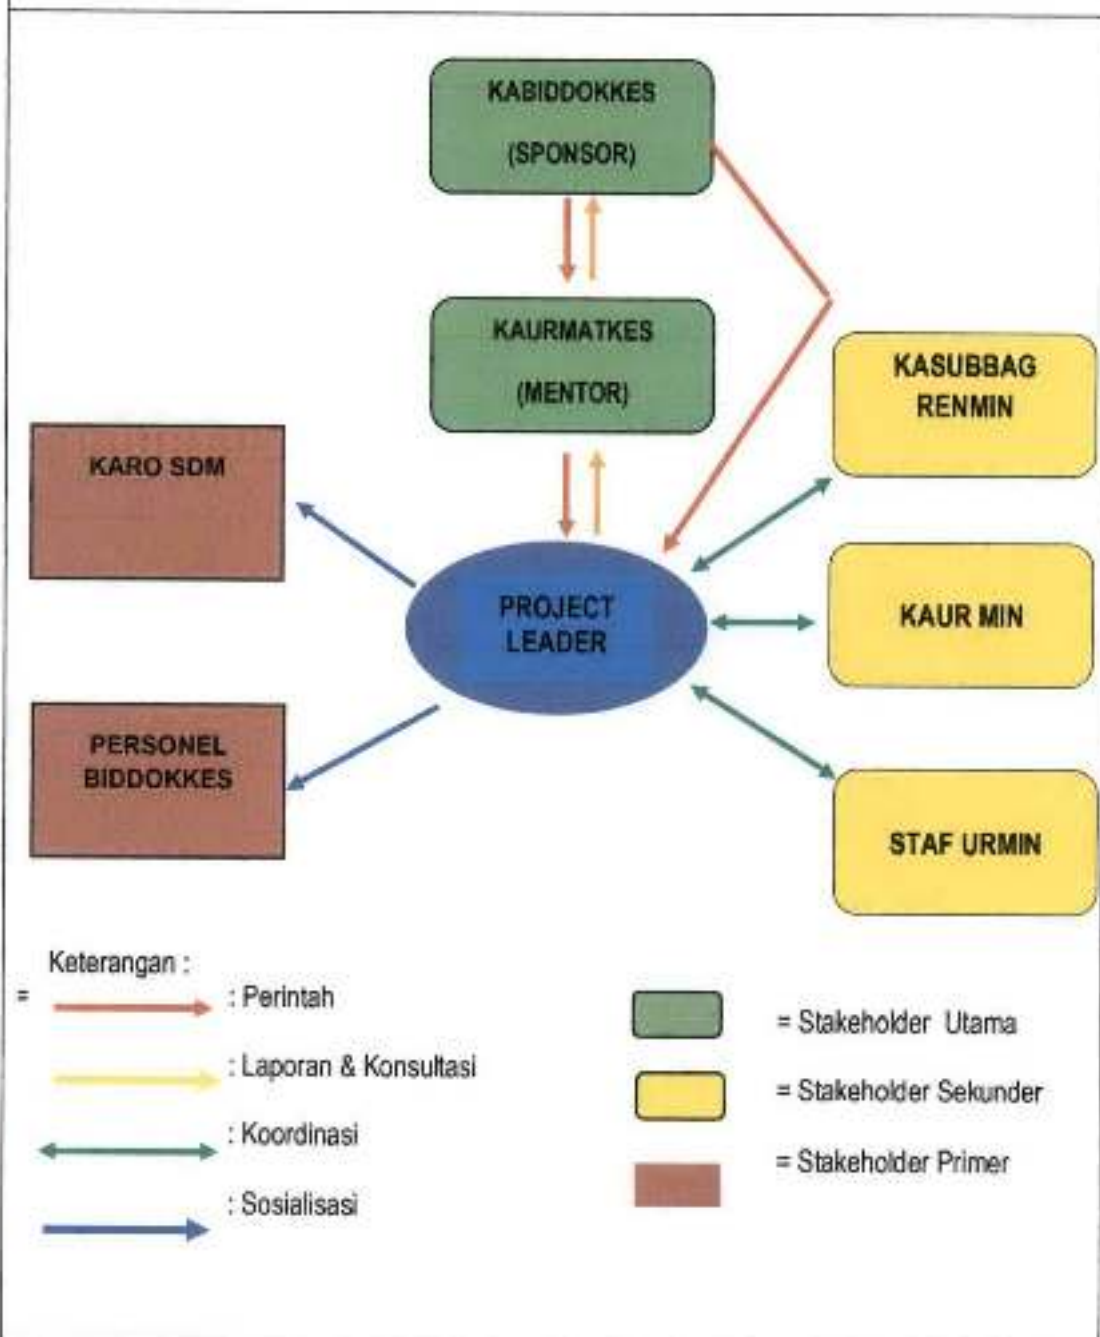 KABIDDOKKES
(SPONSOR)
KAURMATKES
(MENTOR)
KASUBBAG
RENMIN
KARO SDM
PROJECT
LEADER
KAUR MIN
PERSONEL
BIDDOKKES
STAF URMIN
Keterangan :
=
: Perintah
: Laporan & Konsultasi
: Koordinasi
: Sosialisasi
= Stakeholder Utama
= Stakeholder Sekunder
= Stakeholder Primer